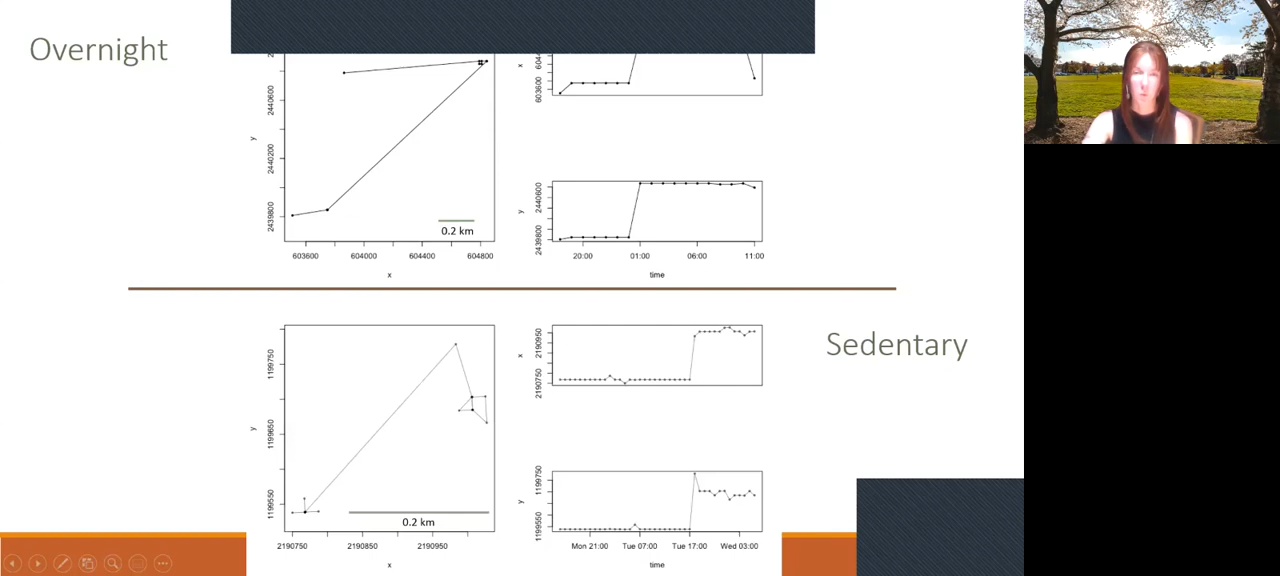 Overnight
2440600
2440200
2439800
y
0.2 km
603600 604000 604400 604800
x
x
603600
y
2440600
2439800
20:00 01:00 06:00 11:00
time
Sedentary
1199750
1199650
1199550
y
0.2 km
2190750 2190850 2190950
x
x
2190950
2190750
y
1199750
1199550
Mon 21:00 Tue 07:00 Tue 17:00 Wed 03:00
time